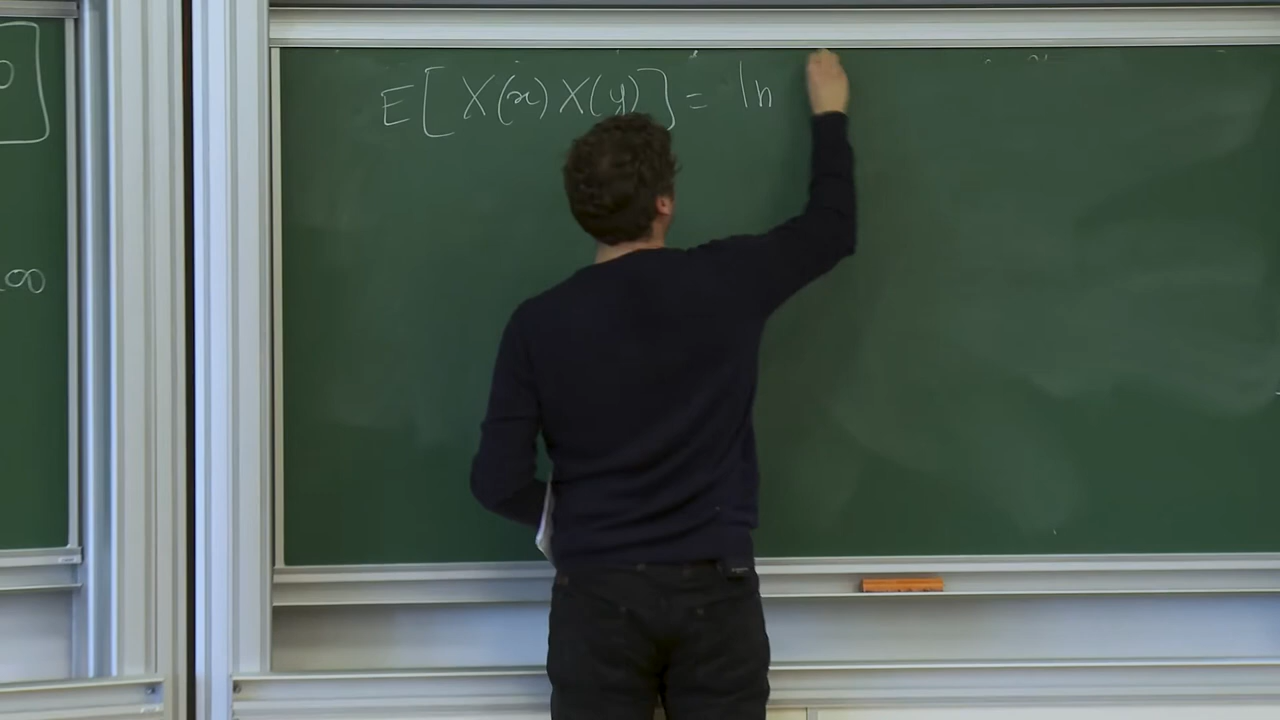 ∞
E[X(x)X(y)] = ln